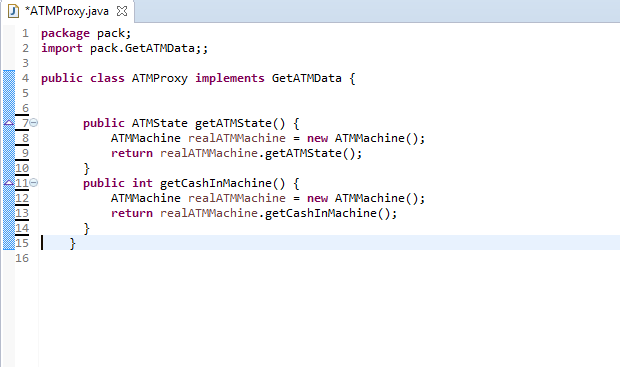 *ATMProxy.java
1 package pack;
2 import pack.GetATMData;;
3
4 public class ATMProxy implements GetATMData {
5
6
7 public ATMState getATMState() {
8 ATMMachine realATMMachine = new ATMMachine();
9 return realATMMachine.getATMState();
10 }
11 public int getCashInMachine() {
12 ATMMachine realATMMachine = new ATMMachine();
13 return realATMMachine.getCashInMachine();
14 }
15 }
16